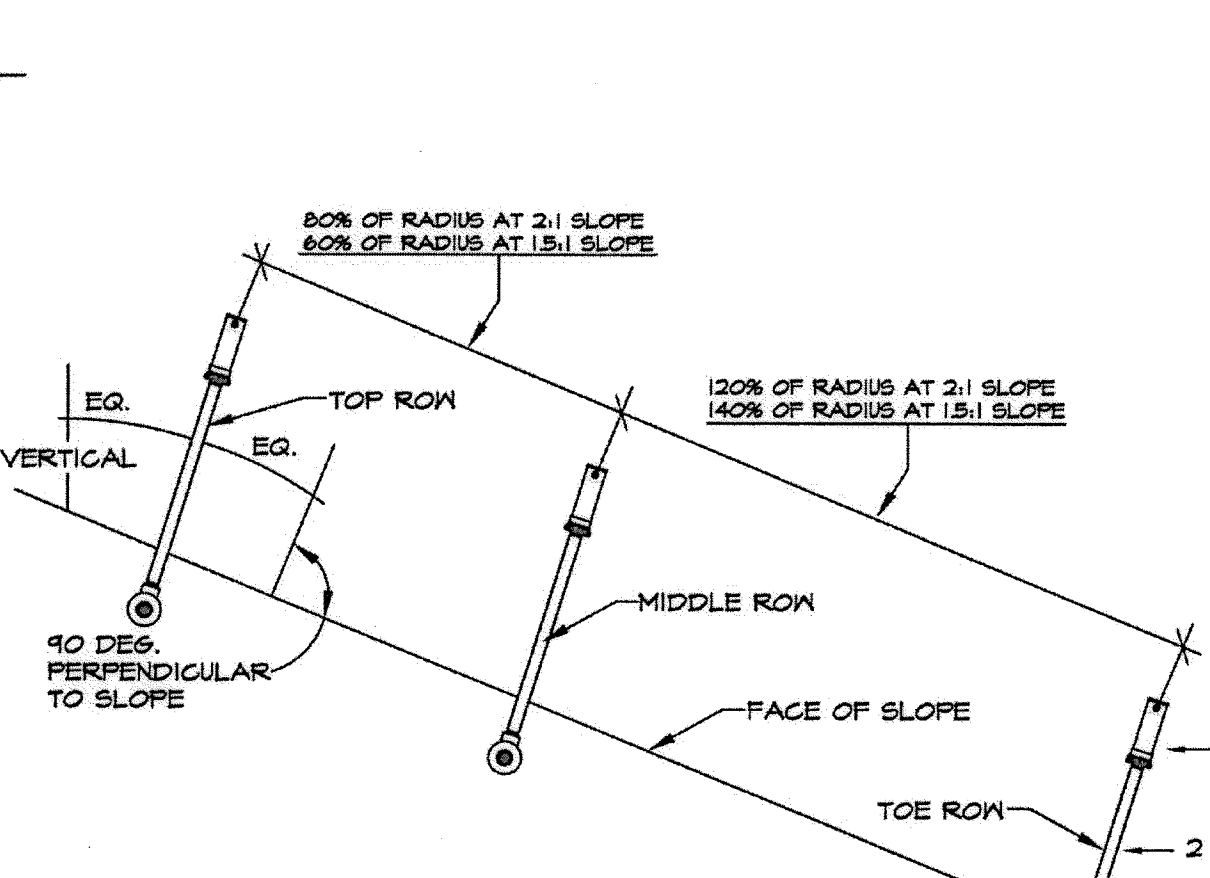 80% OF RADIUS AT 2:1 SLOPE
60% OF RADIUS AT 1.5:1 SLOPE
120% OF RADIUS AT 2:1 SLOPE
140% OF RADIUS AT 1.5:1 SLOPE
EQ.
TOP ROW
EQ.
VERTICAL
MIDDLE ROW
90 DEG.
PERPENDICULAR
TO SLOPE
FACE OF SLOPE
TOE ROW
2